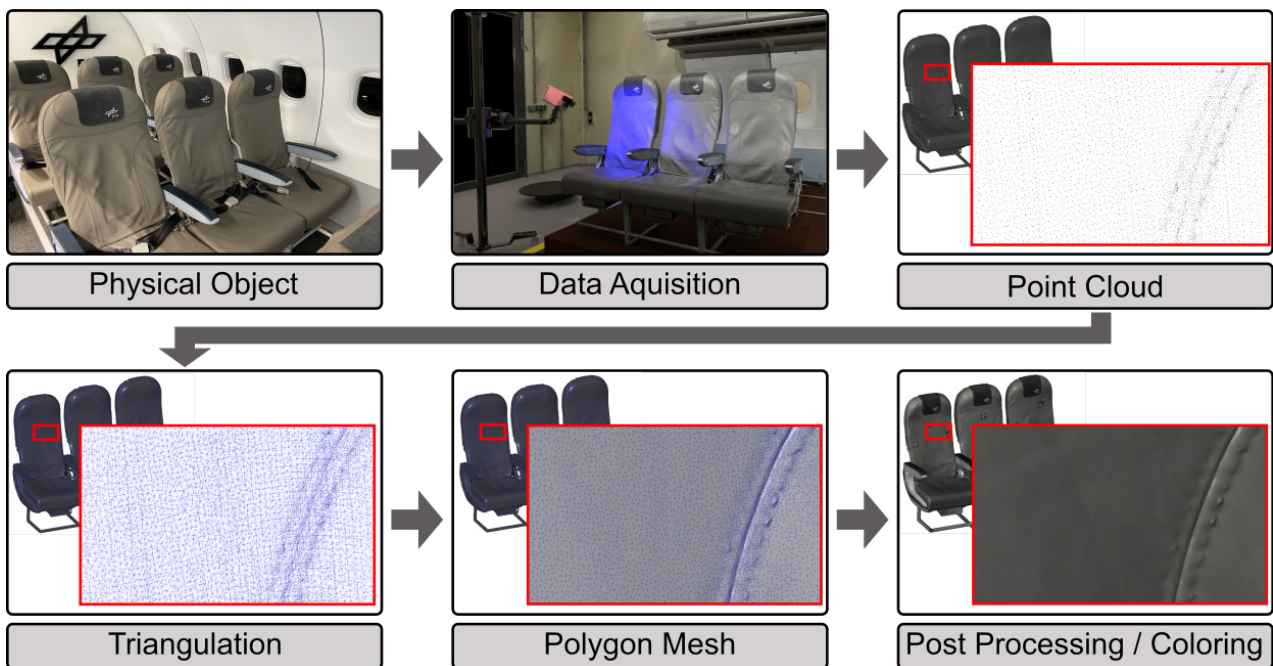 Physical Object
Data Aquisition
Point Cloud
Triangulation
Polygon Mesh
Post Processing / Coloring